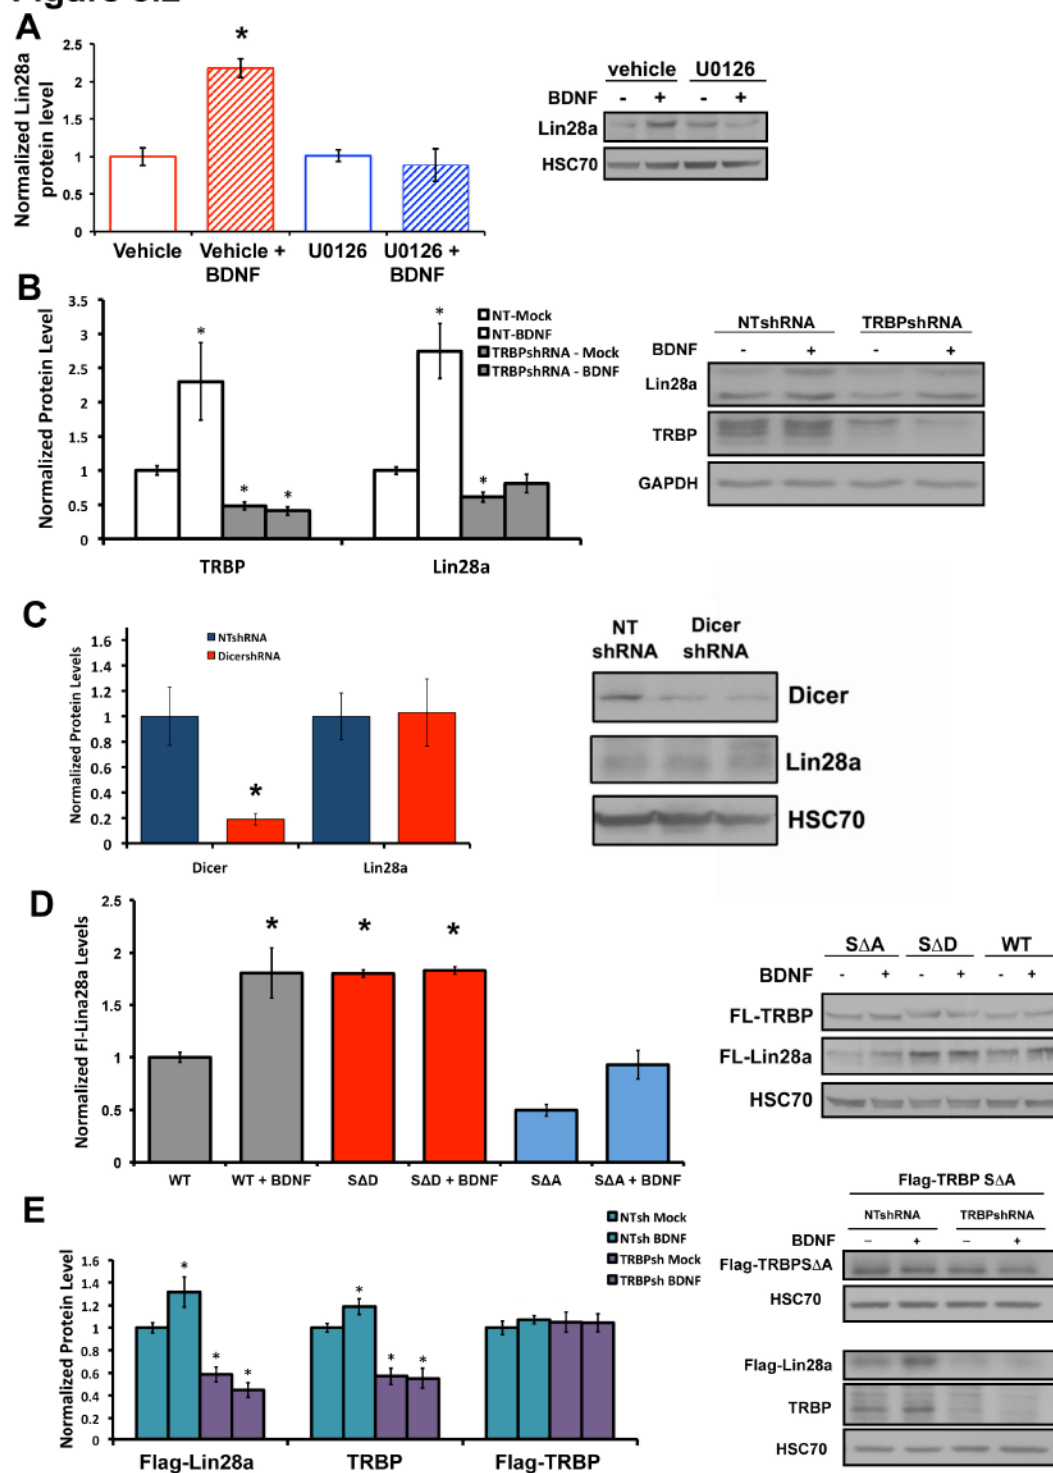 A
Normalized Lin28a
protein level
2.5
2
1.5
1
0.5
0
*
Vehicle
Vehicle +
BDNF
U0126
U0126 +
BDNF
vehicle U0126
BDNF - + - +
Lin28a
HSC70
B
Normalized Protein Level
3.5
3
2.5
2
1.5
1
0.5
0
* * * * *
NT-Mock
NT-BDNF
TRBPshRNA - Mock
TRBPshRNA - BDNF
TRBP
Lin28a
NTshRNA TRBPshRNA
BDNF - + - +
Lin28a
TRBP
GAPDH
C
Normalized Protein Levels
1.6
1.4
1.2
1
0.8
0.6
0.4
0.2
0
NTshRNA
DicershRNA
*
Dicer
Lin28a
NT
shRNA
Dicer
shRNA
Dicer
Lin28a
HSC70
D
Normalized Fl-Lina28a Levels
2.5
2
1.5
1
0.5
0
* * *
WT
WT + BDNF
SΔD
SΔD + BDNF
SΔA
SΔA + BDNF
SΔA SΔD WT
BDNF - + - + - +
FL-TRBP
FL-Lin28a
HSC70
E
Normalized Protein Level
1.6
1.4
1.2
1
0.8
0.6
0.4
0.2
0
NTsh Mock
NTsh BDNF
TRBPsh Mock
TRBPsh BDNF
* * * * * *
Flag-Lin28a
TRBP
Flag-TRBP
Flag-TRBP SΔA
NTshRNA TRBPshRNA
BDNF – + – +
Flag-TRBPSΔA
HSC70
Flag-Lin28a
TRBP
HSC70